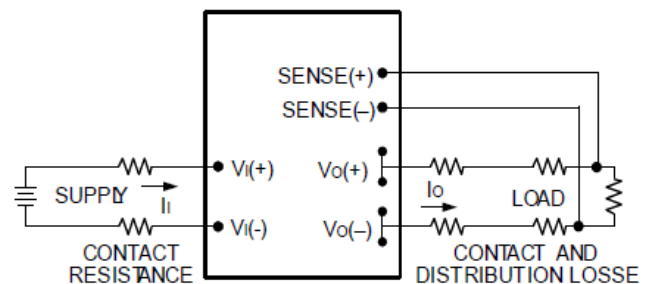 SENSE(+)
SENSE(–)
VI(+)
VO(+)
IO
SUPPLY
II
LOAD
VI(-)
VO(–)
CONTACT
RESISTANCE
CONTACT AND
DISTRIBUTION LOSSE